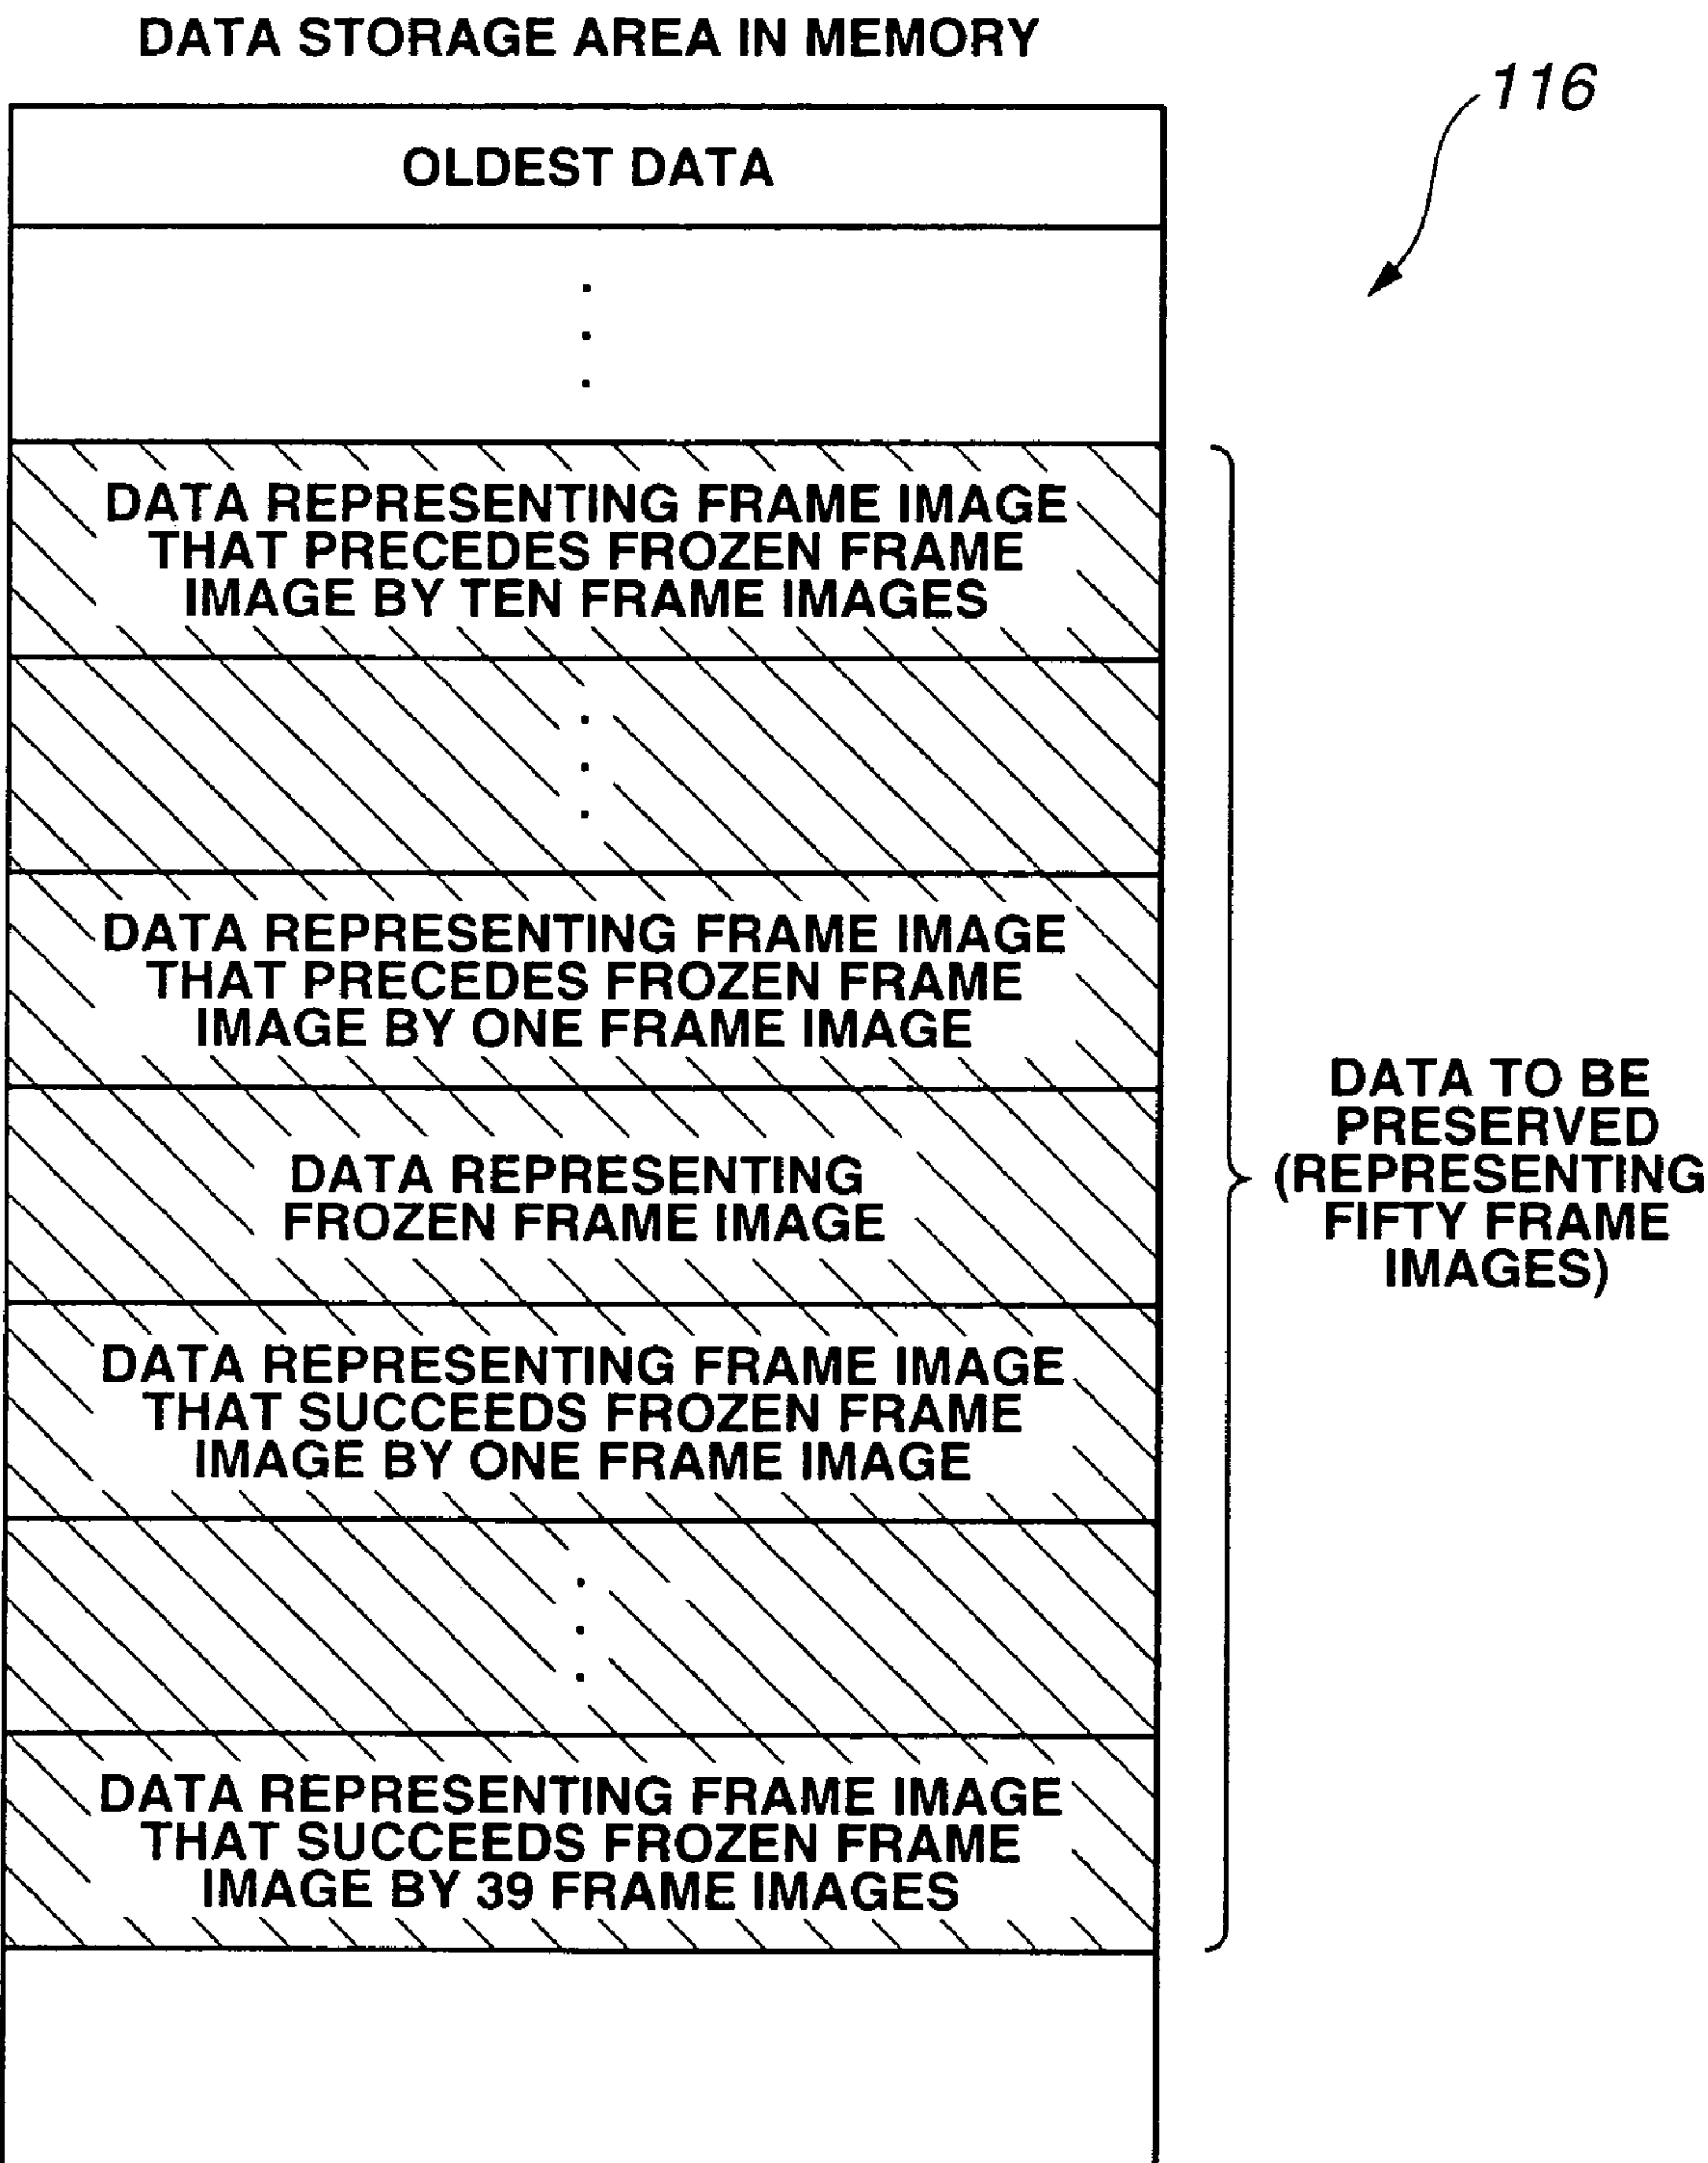 DATA STORAGE AREA IN MEMORY
116
OLDEST DATA
DATA REPRESENTING FRAME IMAGE
THAT PRECEDES FROZEN FRAME
IMAGE BY TEN FRAME IMAGES
DATA REPRESENTING FRAME IMAGE
THAT PRECEDES FROZEN FRAME
IMAGE BY ONE FRAME IMAGE
DATA REPRESENTING
FROZEN FRAME IMAGE
DATA REPRESENTING FRAME IMAGE
THAT SUCCEEDS FROZEN FRAME
IMAGE BY ONE FRAME IMAGE
DATA REPRESENTING FRAME IMAGE
THAT SUCCEEDS FROZEN FRAME
IMAGE BY 39 FRAME IMAGES
DATA TO BE
PRESERVED
(REPRESENTING
FIFTY FRAME
IMAGES)